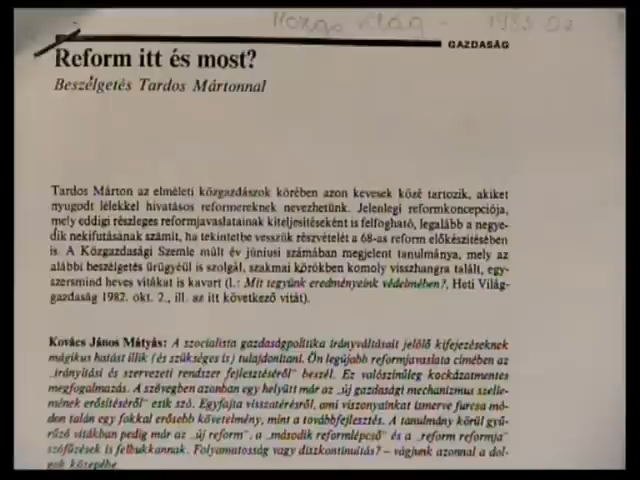 Mozgó Világ - 1983 02
GAZDASÁG
Reform itt és most?
Beszélgetés Tardos Mártonnal
Tardos Márton az elméleti közgazdászok körében azon kevesek közé tartozik, akiket
nyugodt lélekkel hivatásos reformereknek nevezhetünk. Jelenlegi reformkoncepciója,
mely eddigi részleges reformjavaslatainak kiteljesítéseként is felfogható, legalább a negye-
dik nekifutásának számít, ha tekintetbe vesszük részvételét a 68-as reform előkészítésében
is. A Közgazdasági Szemle múlt év júniusi számában megjelent tanulmánya, mely az
alábbi beszélgetés ürügyéül is szolgál, szakmai körökben komoly visszhangra talált, egy-
szersmind heves vitákat is kavart (l.: Mit tegyünk eredményeink védelmében?, Heti Világ-
gazdaság 1982. okt. 2., ill. az itt következő vitát).
Kovács János Mátyás: A szocialista gazdaságpolitika irányváltásait jelölő kifejezéseknek
mágikus hatást illik (és szükséges is) tulajdonítani. Ön legújabb reformjavaslata címében az
„irányítási és szervezeti rendszer fejlesztéséről" beszél. Ez valószínűleg kockázatmentes
megfogalmazás. A szövegben azonban egy helyütt már az „új gazdasági mechanizmus szelle-
mének erősítéséről" esik szó. Egyfajta visszatérésről, ami viszonyainkat ismerve furcsa mó-
don talán egy fokkal erősebb követelmény, mint a továbbfejlesztés. A tanulmány körül gyű-
rűző vitákban pedig már az „új reform", a „második reformlépcső" és a „reform reformja"
szófűzések is felbukkannak. Folyamatosság vagy diszkontinuitás? – vágjunk azonnal a dol-
gok közepébe